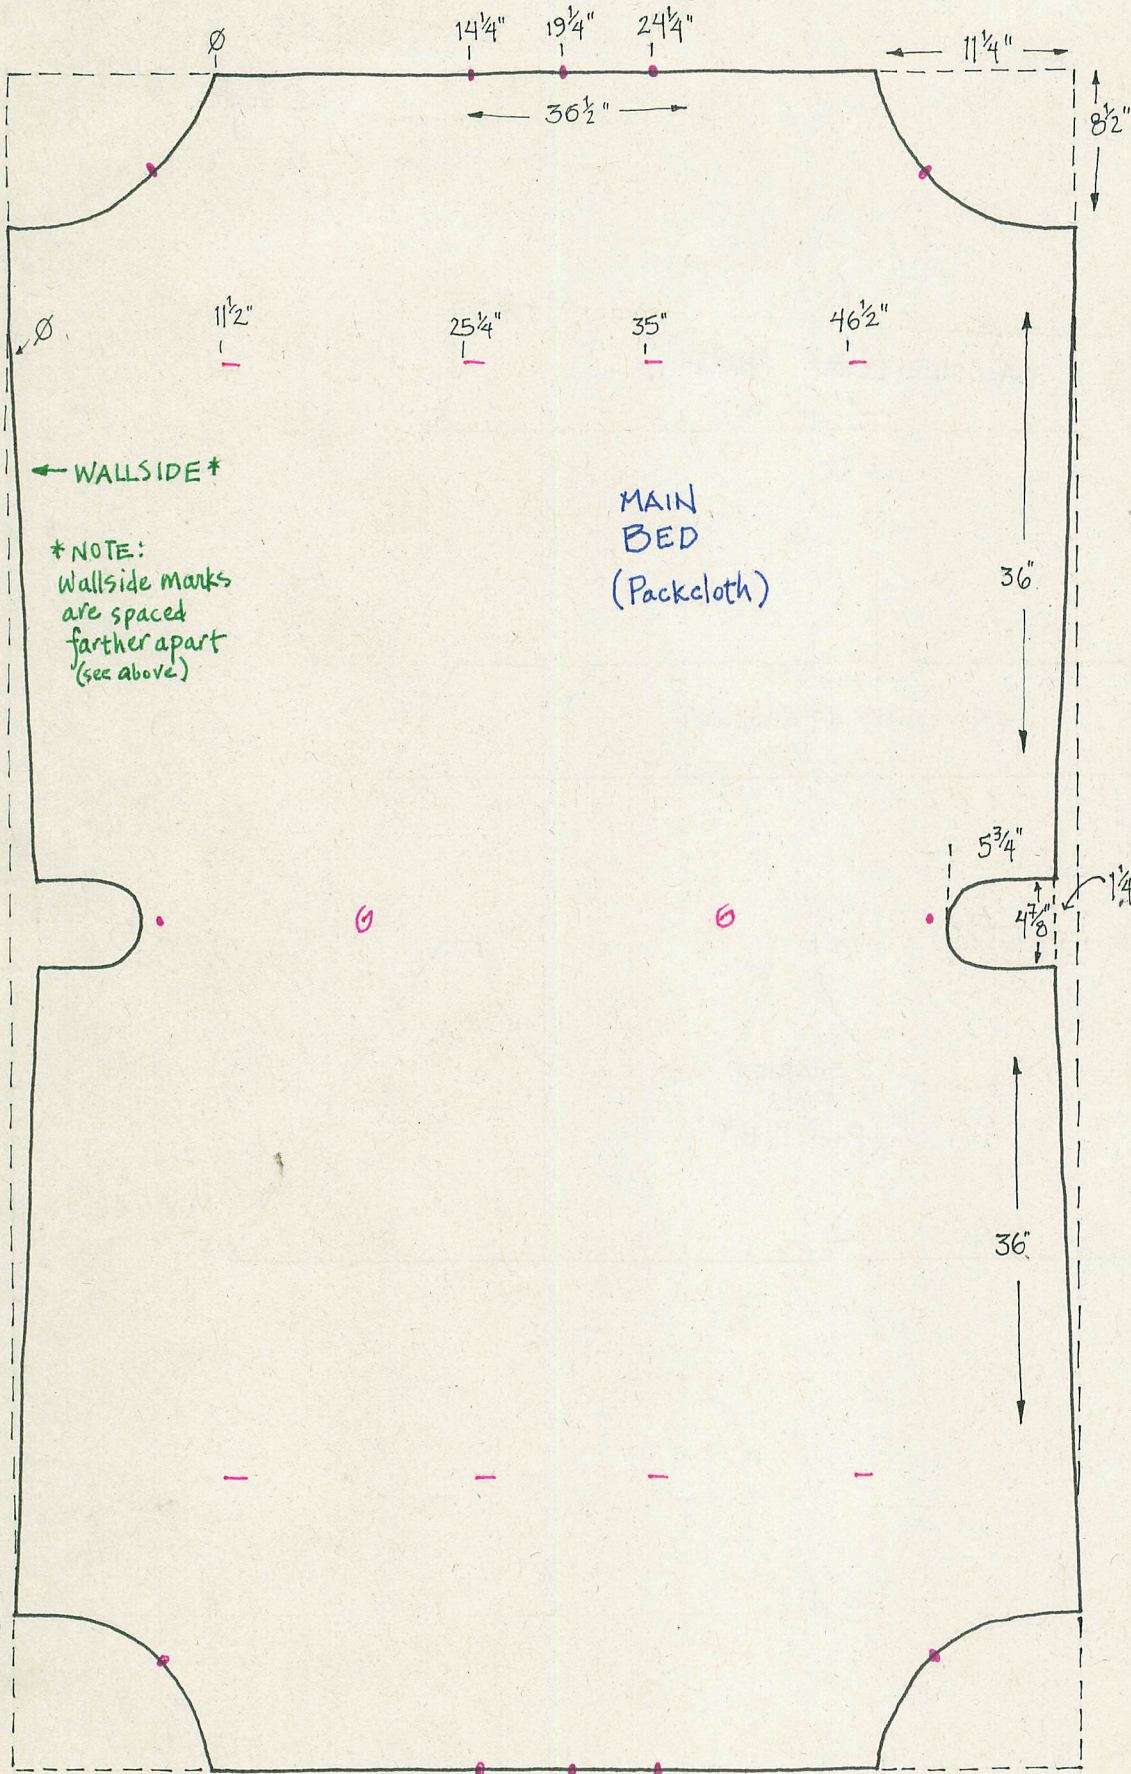 Ø
14¼"
19¼"
24¼"
11¼"
36½"
8½"
Ø
11½"
25¼"
35"
46½"
← WALLSIDE*
*NOTE:
Wallside marks
are spaced
farther apart
(see above)
MAIN
BED
(Packcloth)
36"
5¾"
4⅞"
1¼"
36"